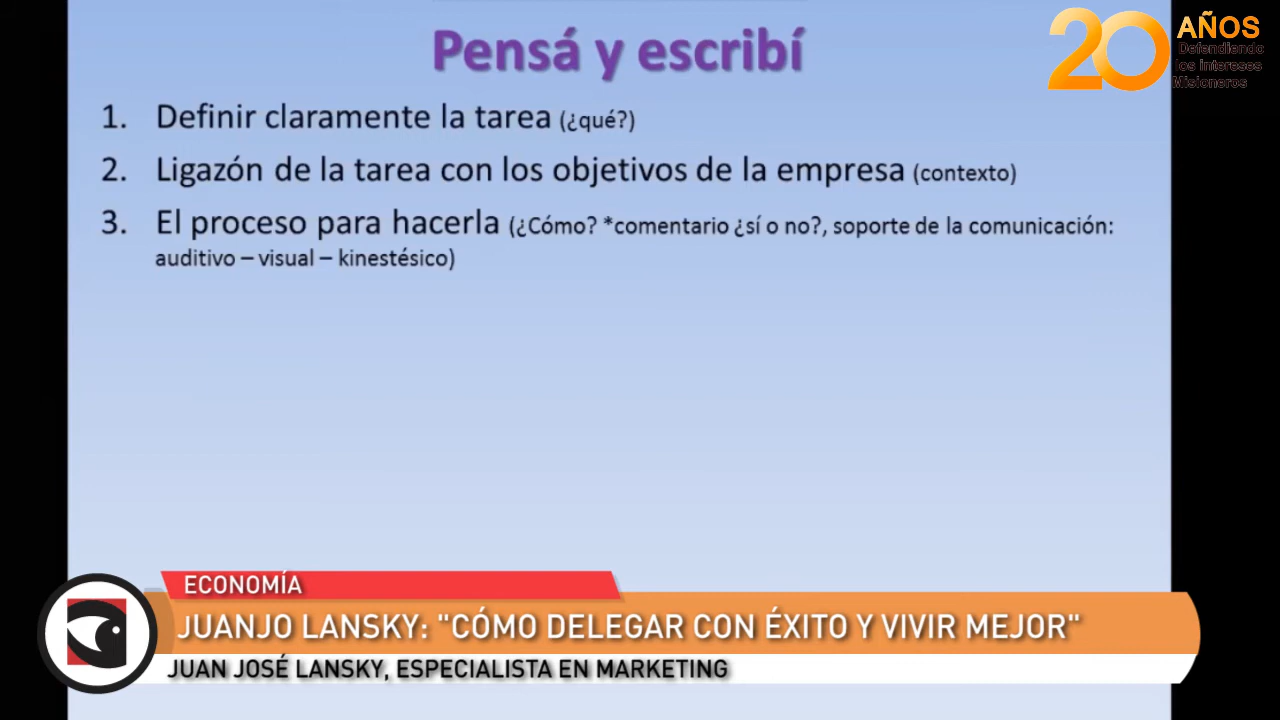 Pensá y escribí
20 AÑOS
Defendiendo
los intereses
Misioneros
1. Definir claramente la tarea (¿qué?)
2. Ligazón de la tarea con los objetivos de la empresa (contexto)
3. El proceso para hacerla (¿Cómo? *comentario ¿sí o no?, soporte de la comunicación:
auditivo – visual – kinestésico)
ECONOMÍA
JUANJO LANSKY: "CÓMO DELEGAR CON ÉXITO Y VIVIR MEJOR"
JUAN JOSÉ LANSKY, ESPECIALISTA EN MARKETING